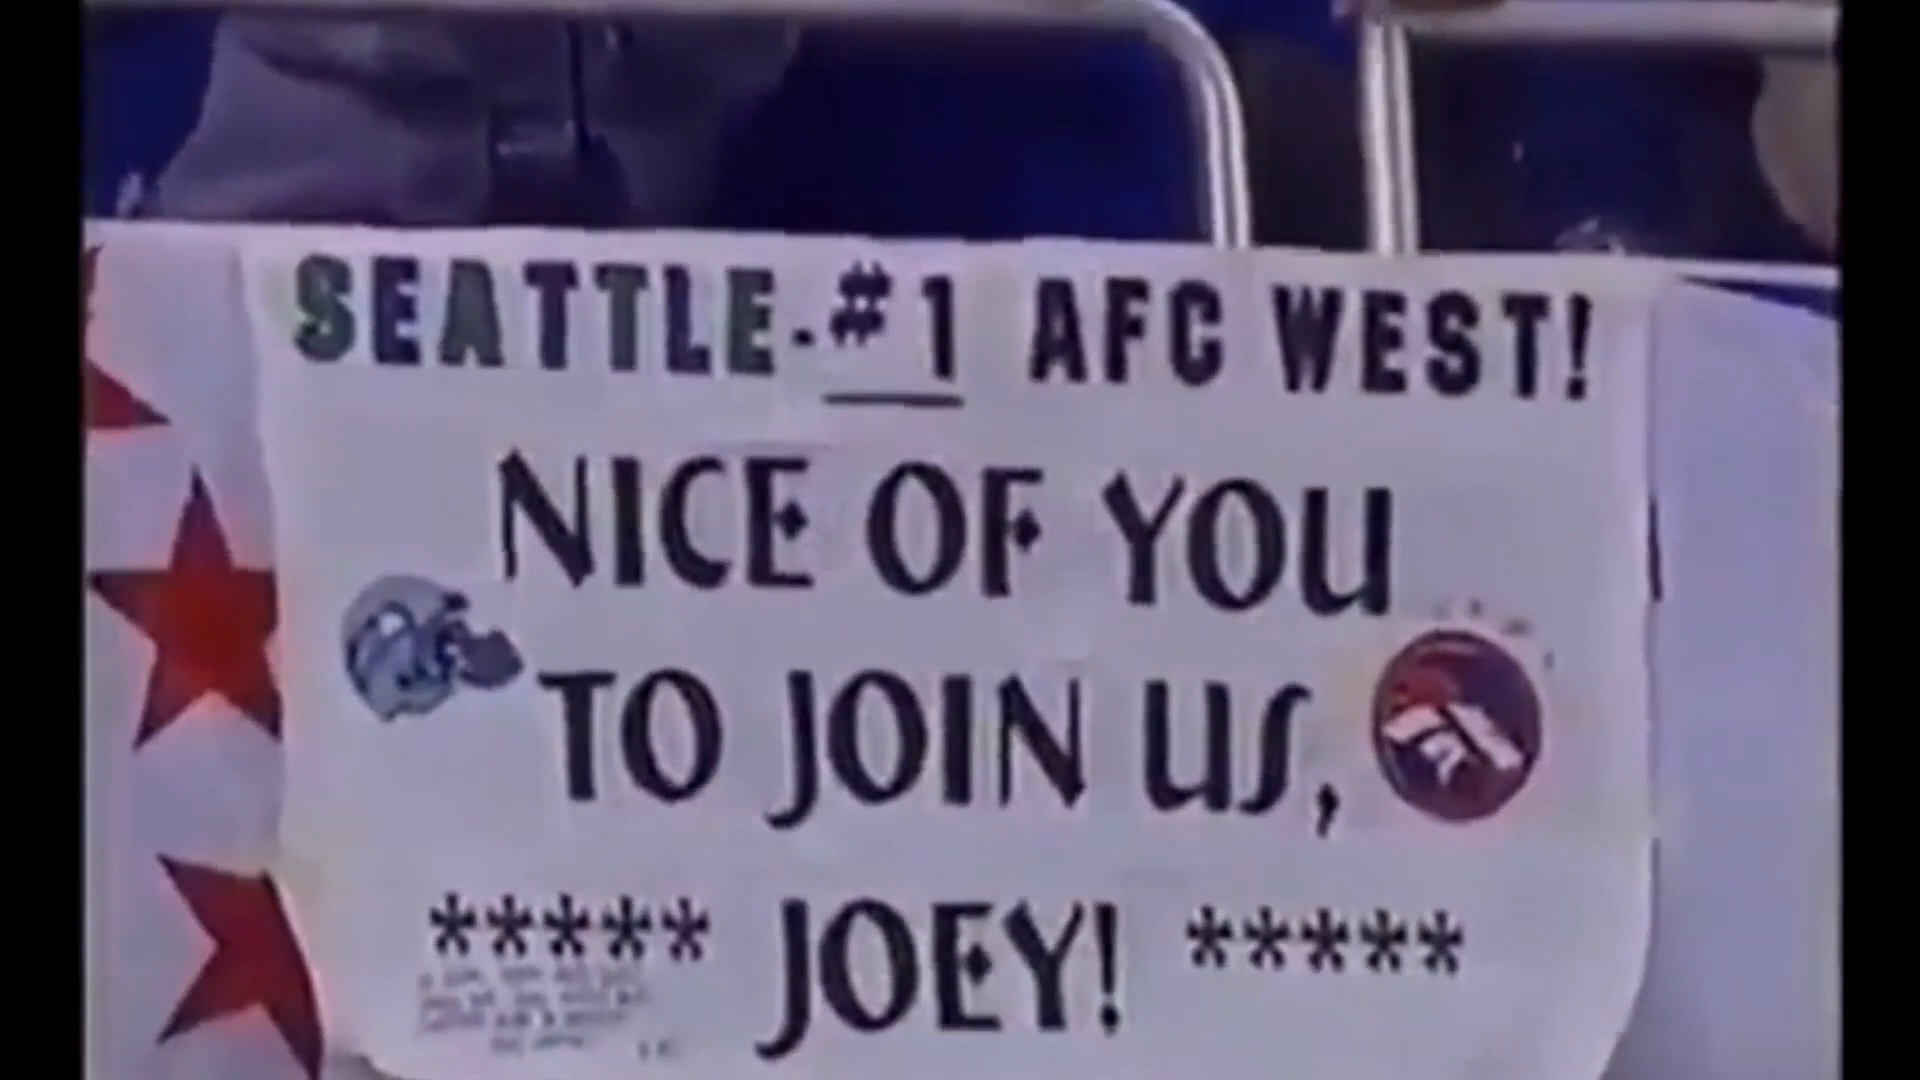 SEATTLE-#1 AFC WEST!
NICE OF YOU
TO JOIN US,
***** JOEY! *****